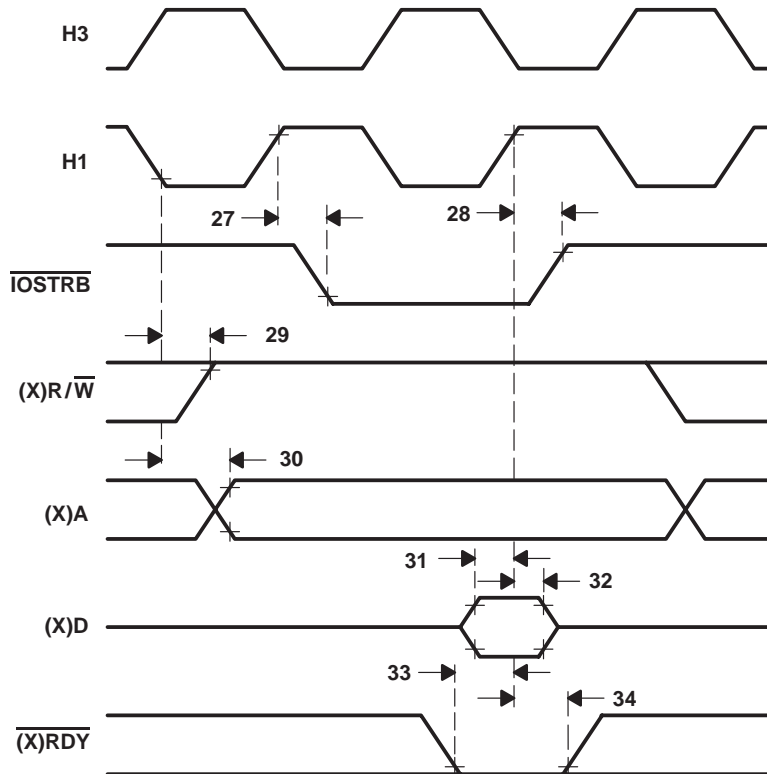 H3
H1
27
28
IOSTRB
29
(X)R/W
30
(X)A
31
32
(X)D
33
34
(X)RDY